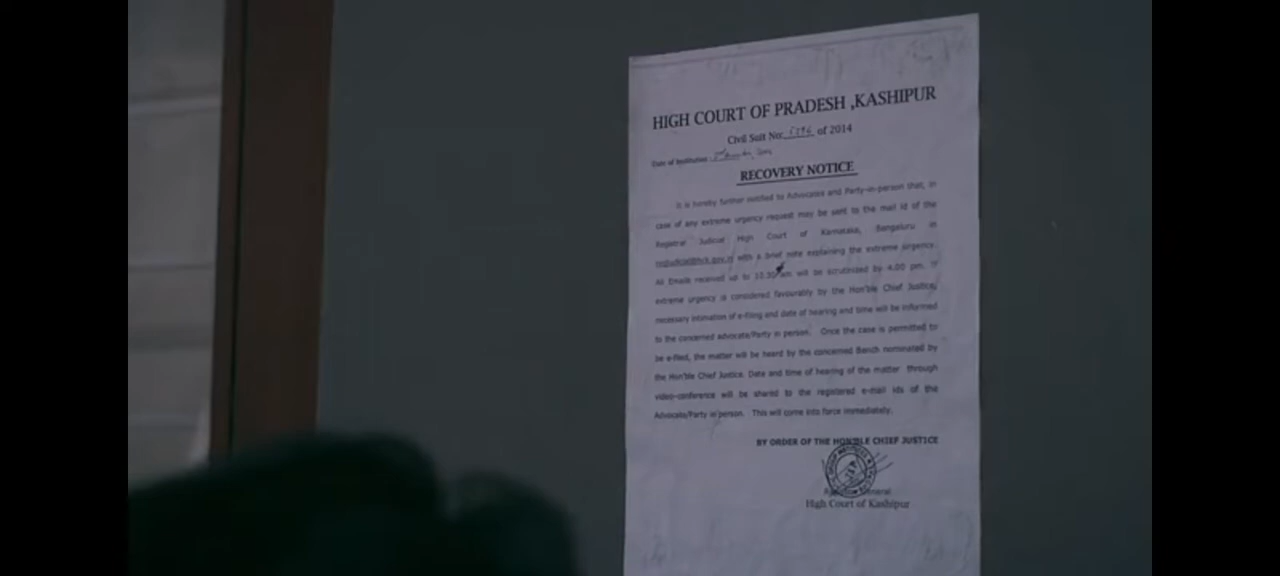 HIGH COURT OF PRADESH ,KASHIPUR
Civil Suit No: of 2014
Date of Institution :
RECOVERY NOTICE
It is hereby further notified to Advocates and Party-in-person that, in
case of any extreme urgency request may be sent to the mail id of the
Registrar Judicial High Court of Karnataka, Bengaluru in
with a brief note explaining the extreme urgency.
All Emails received up to 10.30 am will be scrutinized by 4.00 pm. If
extreme urgency is considered favourably by the Hon'ble Chief Justice,
necessary intimation of e-filing and date of hearing and time will be informed
to the concerned advocate/Party in person. Once the case is permitted to
be e-filed, the matter will be heard by the concerned Bench nominated by
the Hon'ble Chief Justice. Date and time of hearing of the matter through
video-conference will be shared to the registered e-mail ids of the
Advocate/Party in person. This will come into force immediately.
BY ORDER OF THE HON'BLE CHIEF JUSTICE
General
High Court of Kashipur